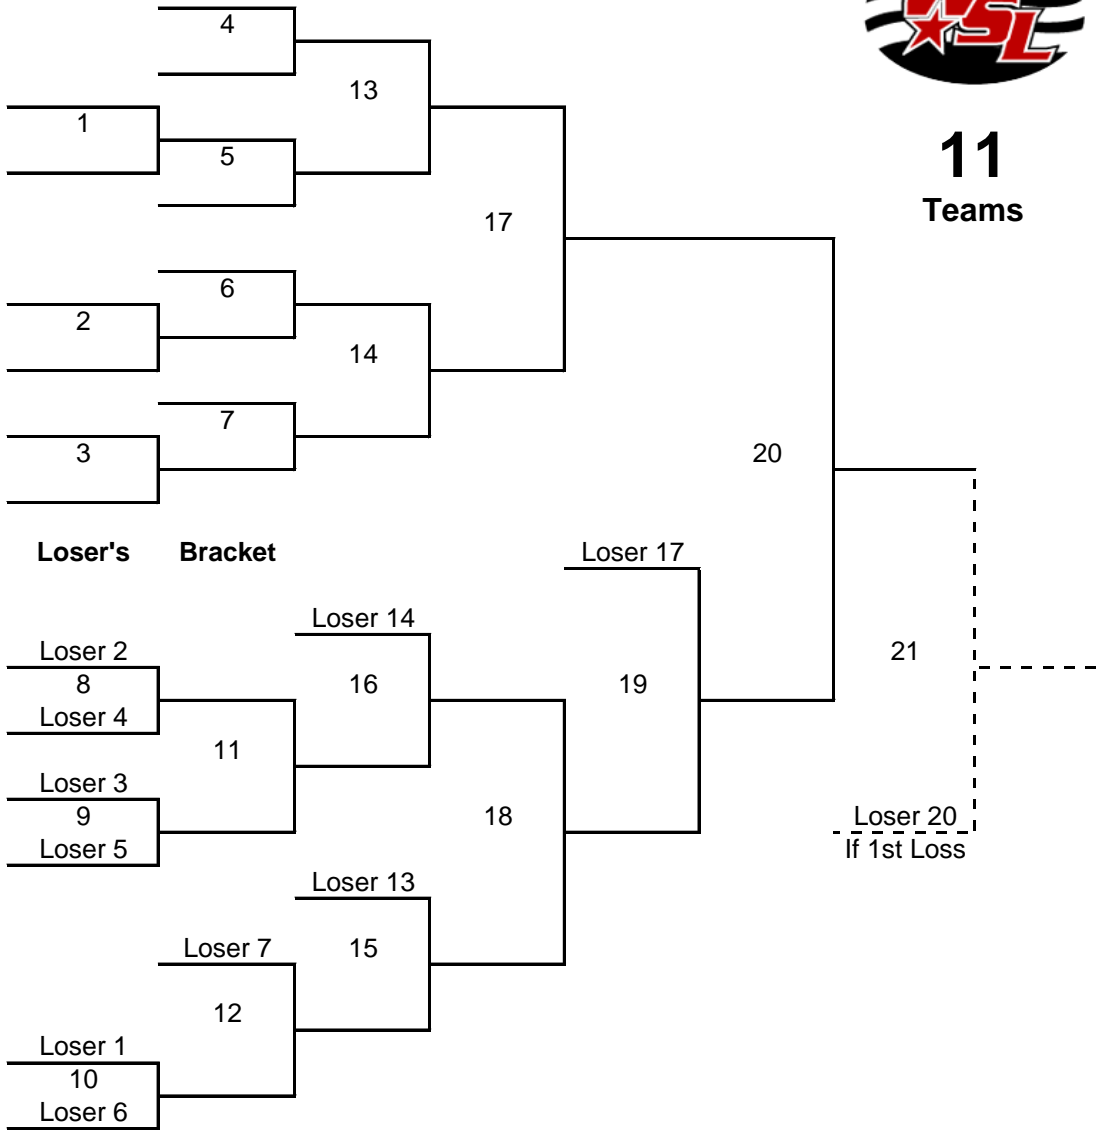 WSL
11
Teams
4
13
1
5
17
6
2
14
7
3
20
Loser's Bracket
Loser 17
Loser 14
Loser 2
8
Loser 4
16
19
21
11
Loser 3
9
Loser 5
18
Loser 20
If 1st Loss
Loser 13
Loser 7
15
12
Loser 1
10
Loser 6